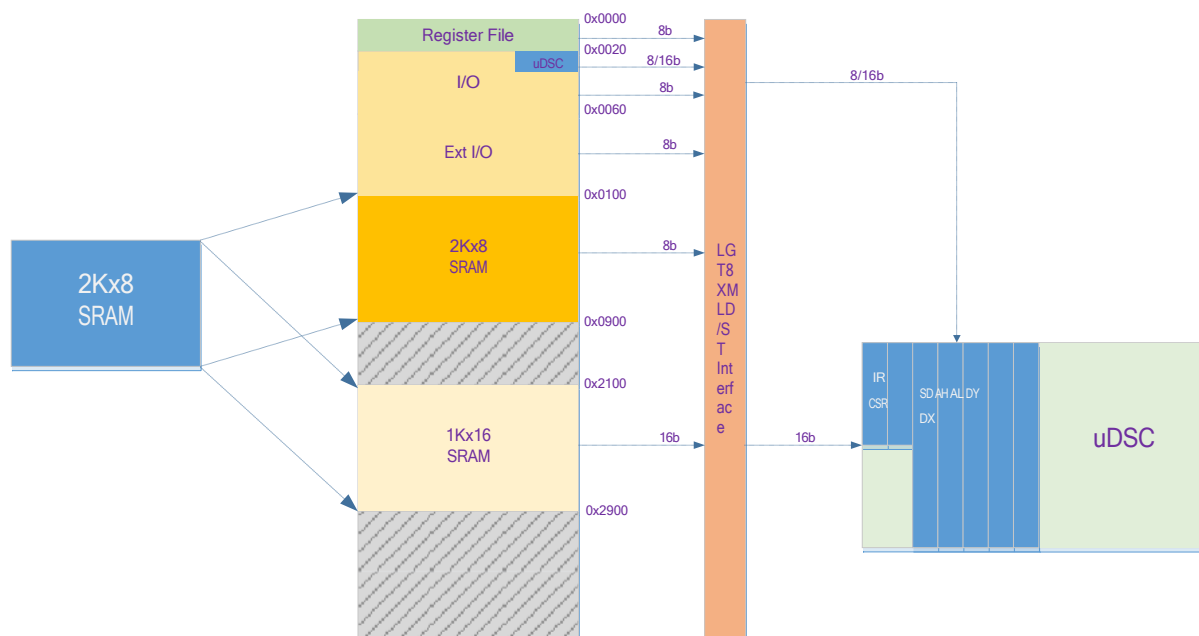 0x0000
Register File
8b
0x0020
uDSC
8/16b
8/16b
I/O
8b
0x0060
Ext I/O
8b
0x0100
2Kx8
SRAM
8b
2Kx8
SRAM
LG
T8
XM
LD
/S
T
Int
erf
ac
e
0x0900
0x2100
IR
CSR
SD AH AL DY
DX
1Kx16
SRAM
16b
16b
uDSC
0x2900